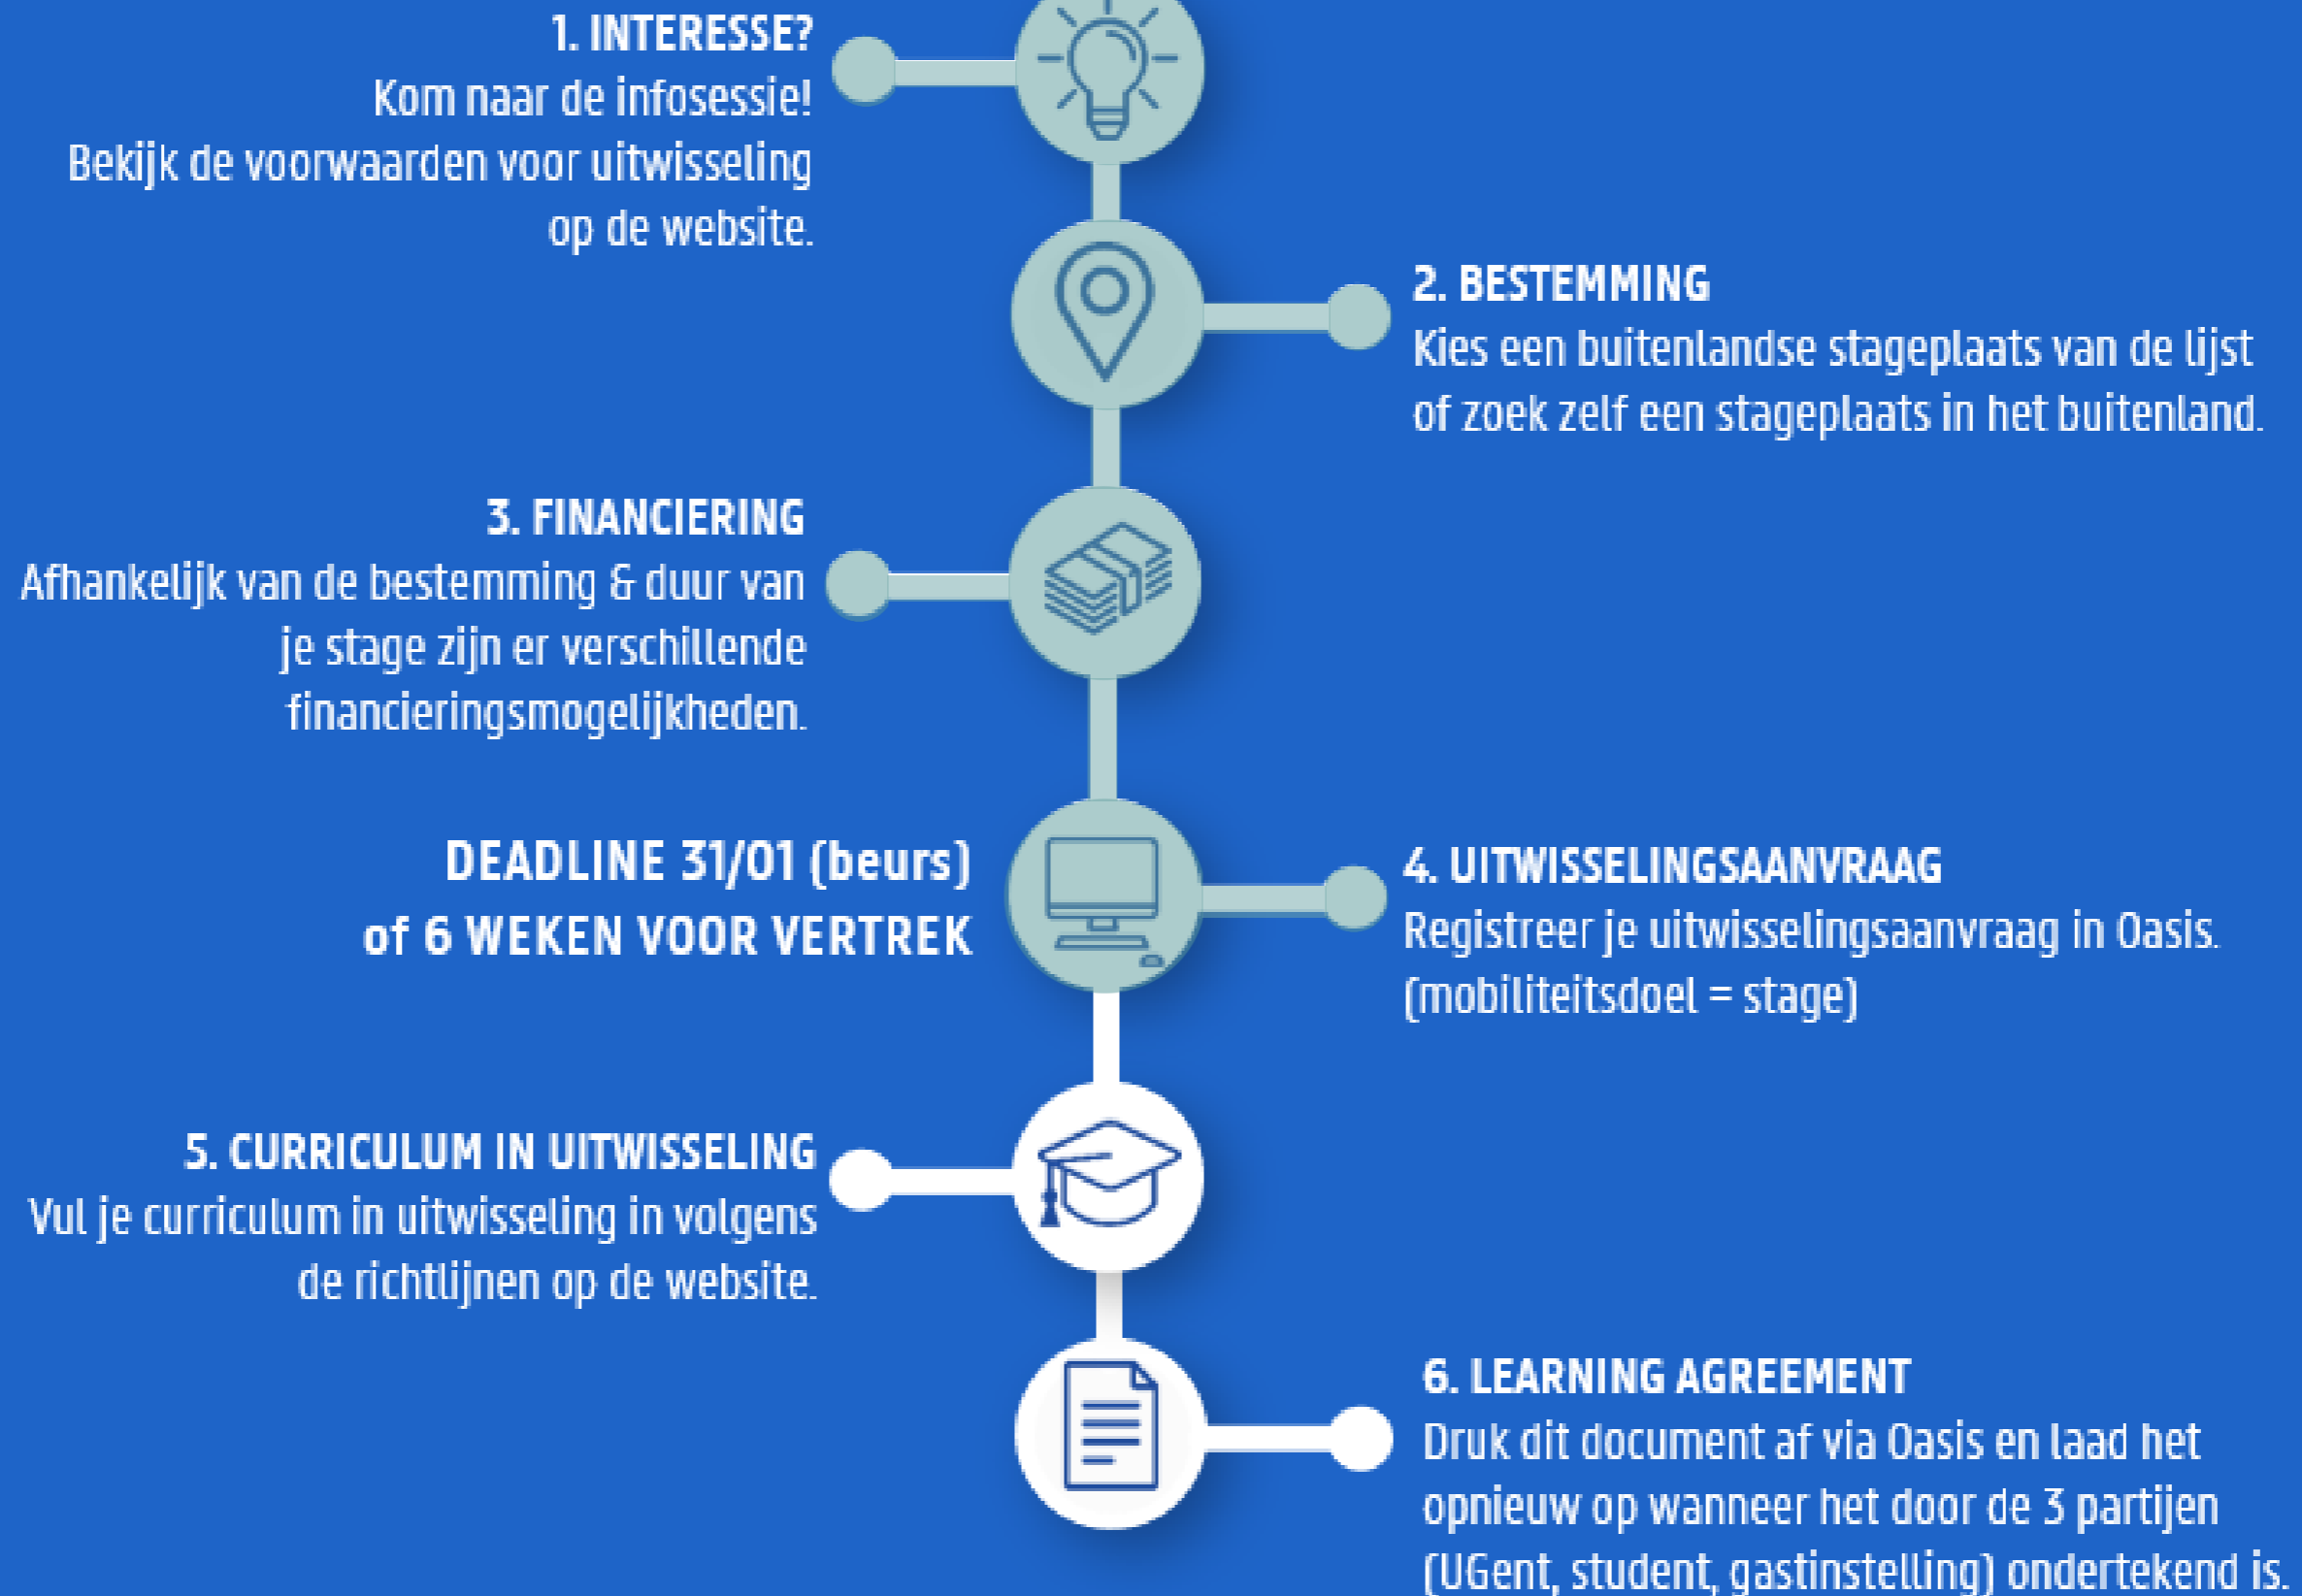 1. INTERESSE?
Kom naar de infosessie!
Bekijk de voorwaarden voor uitwisseling
op de website.
2. BESTEMMING
Kies een buitenlandse stageplaats van de lijst
of zoek zelf een stageplaats in het buitenland.
3. FINANCIERING
Afhankelijk van de bestemming & duur van
je stage zijn er verschillende
financieringsmogelijkheden.
DEADLINE 31/01 (beurs)
of 6 WEKEN VOOR VERTREK
4. UITWISSELINGSAANVRAAG
Registreer je uitwisselingsaanvraag in Oasis.
(mobiliteitsdoel = stage)
5. CURRICULUM IN UITWISSELING
Vul je curriculum in uitwisseling in volgens
de richtlijnen op de website.
6. LEARNING AGREEMENT
Druk dit document af via Oasis en laad het
opnieuw op wanneer het door de 3 partijen
(UGent, student, gastinstelling) ondertekend is.